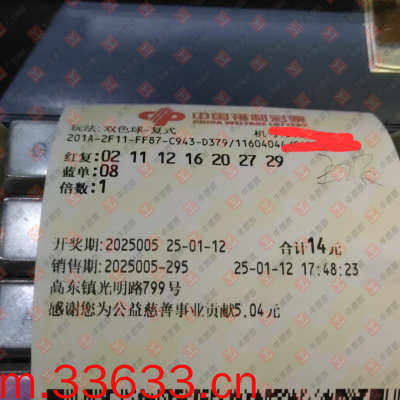 中国福利彩票
CHINA WELFARE LOTTERY
玩法: 双色球-复式
201A-2F11-FF87-C943-D379/1160404
红复: 02 11 12 16 20 27 29
蓝单: 08
倍数: 1
开奖期: 2025005 25-01-12 合计14元
销售期: 2025005-295 25-01-12 17:48:23
高东镇光明路799号
感谢您为公益慈善事业贡献5.04元
m.33633.cn